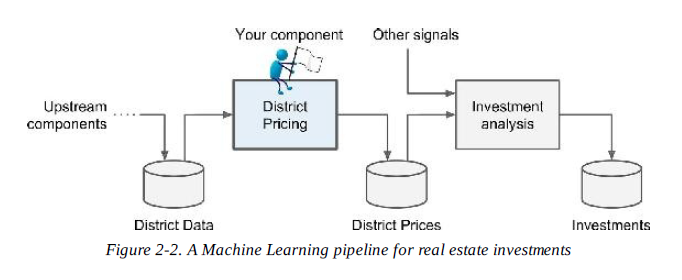 Your component
Other signals
Upstream
components
District
Pricing
Investment
analysis
District Data
District Prices
Investments
Figure 2-2. A Machine Learning pipeline for real estate investments